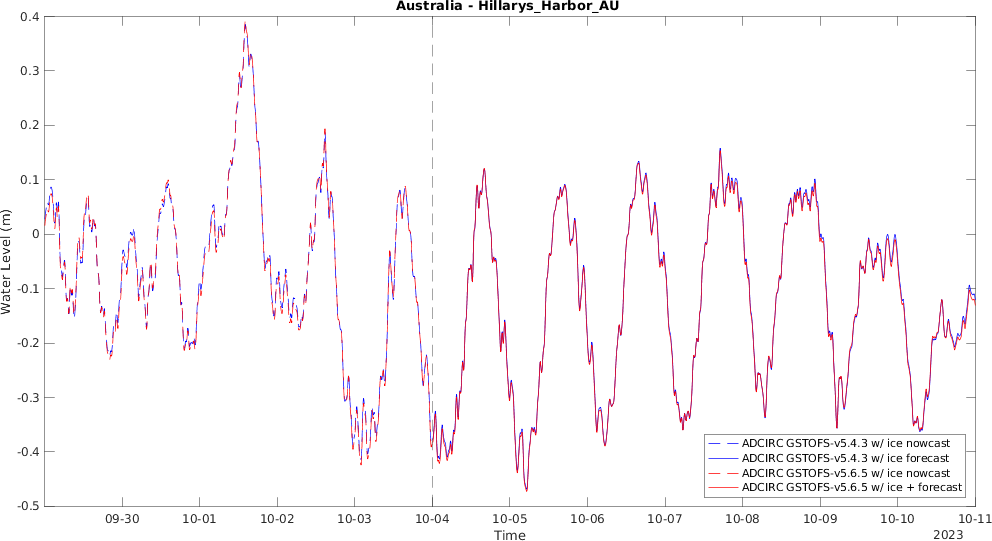 Australia - Hillarys_Harbor_AU
0.4
0.3
0.2
0.1
0
-0.1
-0.2
-0.3
-0.4
-0.5
Water Level (m)
ADCIRC GSTOFS-v5.4.3 w/ ice nowcast
ADCIRC GSTOFS-v5.4.3 w/ ice forecast
ADCIRC GSTOFS-v5.6.5 w/ ice nowcast
ADCIRC GSTOFS-v5.6.5 w/ ice + forecast
09-30 10-01 10-02 10-03 10-04 10-05 10-06 10-07 10-08 10-09 10-10 10-11
Time
2023